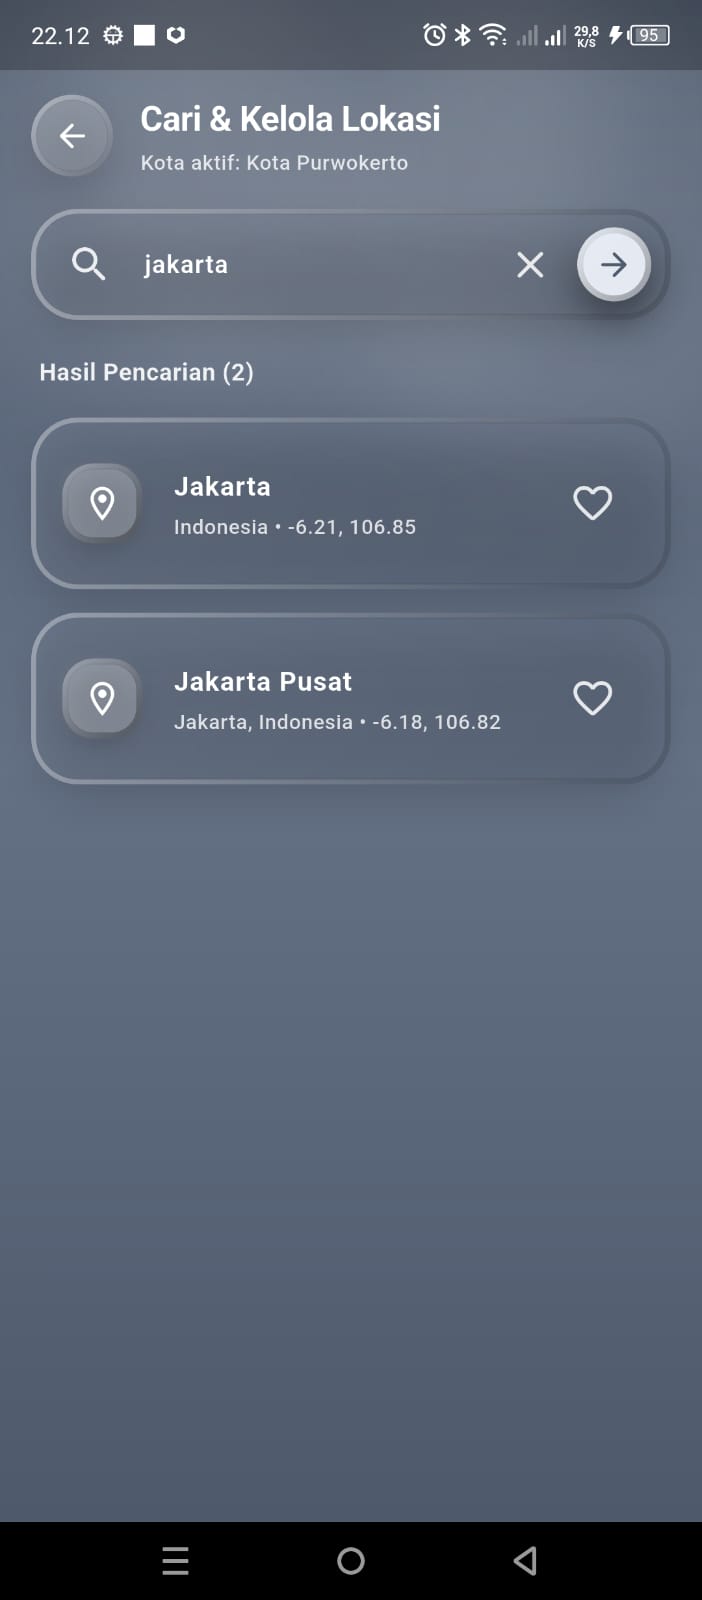 22.12
29,8
K/S
95
Cari & Kelola Lokasi
Kota aktif: Kota Purwokerto
jakarta
Hasil Pencarian (2)
Jakarta
Indonesia • -6.21, 106.85
Jakarta Pusat
Jakarta, Indonesia • -6.18, 106.82